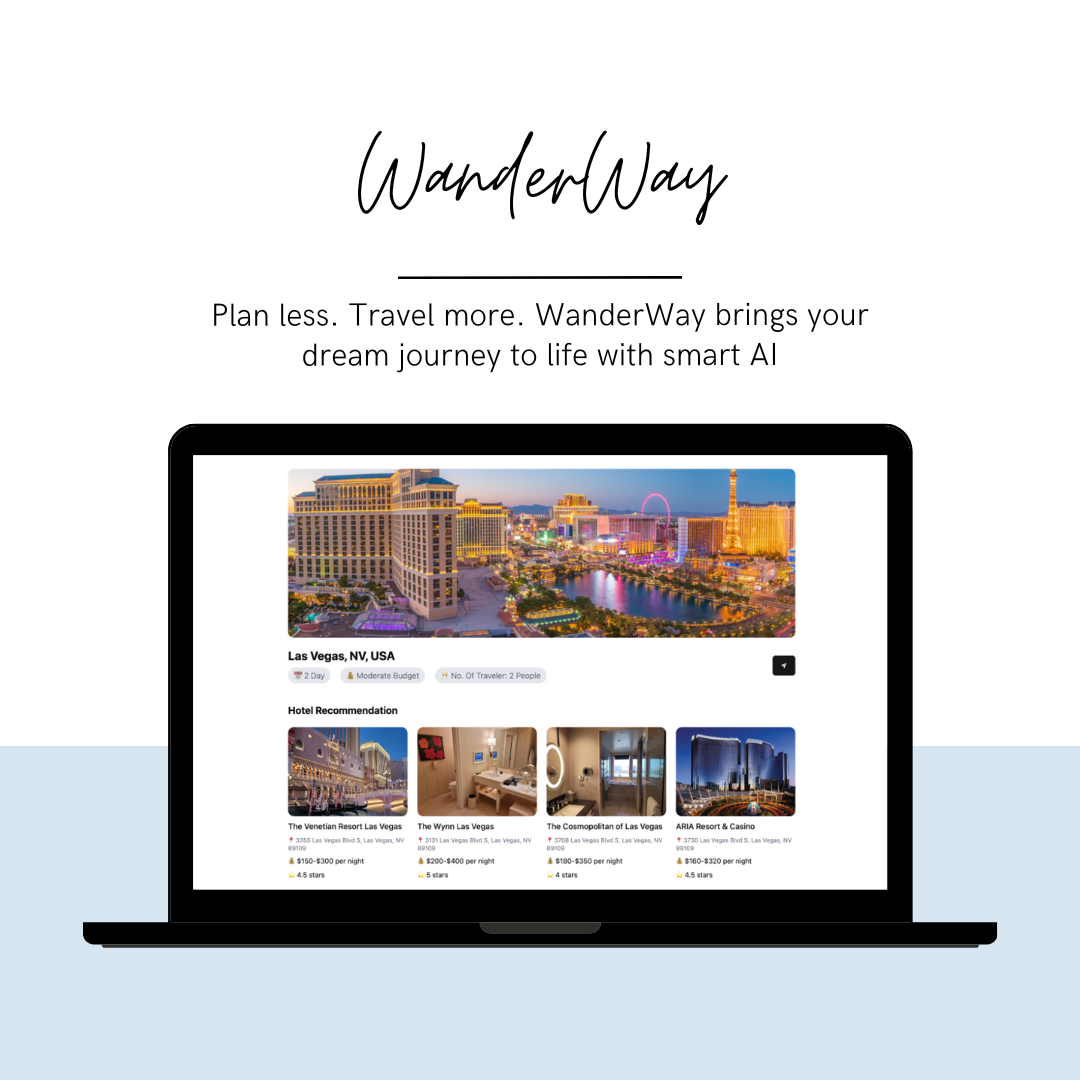 WanderWay
Plan less. Travel more. WanderWay brings your
dream journey to life with smart AI
Las Vegas, NV, USA
2 Day
Moderate Budget
No. Of Traveler: 2 People
Hotel Recommendation
The Venetian Resort Las Vegas
3355 Las Vegas Blvd S, Las Vegas, NV
89109
$150-$300 per night
4.5 stars
The Wynn Las Vegas
3131 Las Vegas Blvd S, Las Vegas, NV
89109
$200-$400 per night
5 stars
The Cosmopolitan of Las Vegas
3708 Las Vegas Blvd S, Las Vegas, NV
89109
$180-$350 per night
4 stars
ARIA Resort & Casino
3730 Las Vegas Blvd S, Las Vegas, NV
89109
$160-$320 per night
4.5 stars